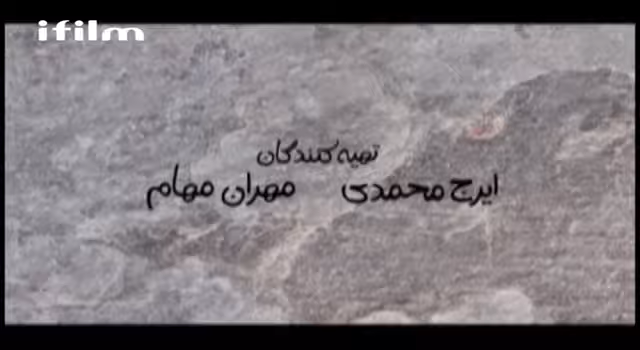 ifilm
تهیه کنندگان
ایرج محمدی مهران مهام